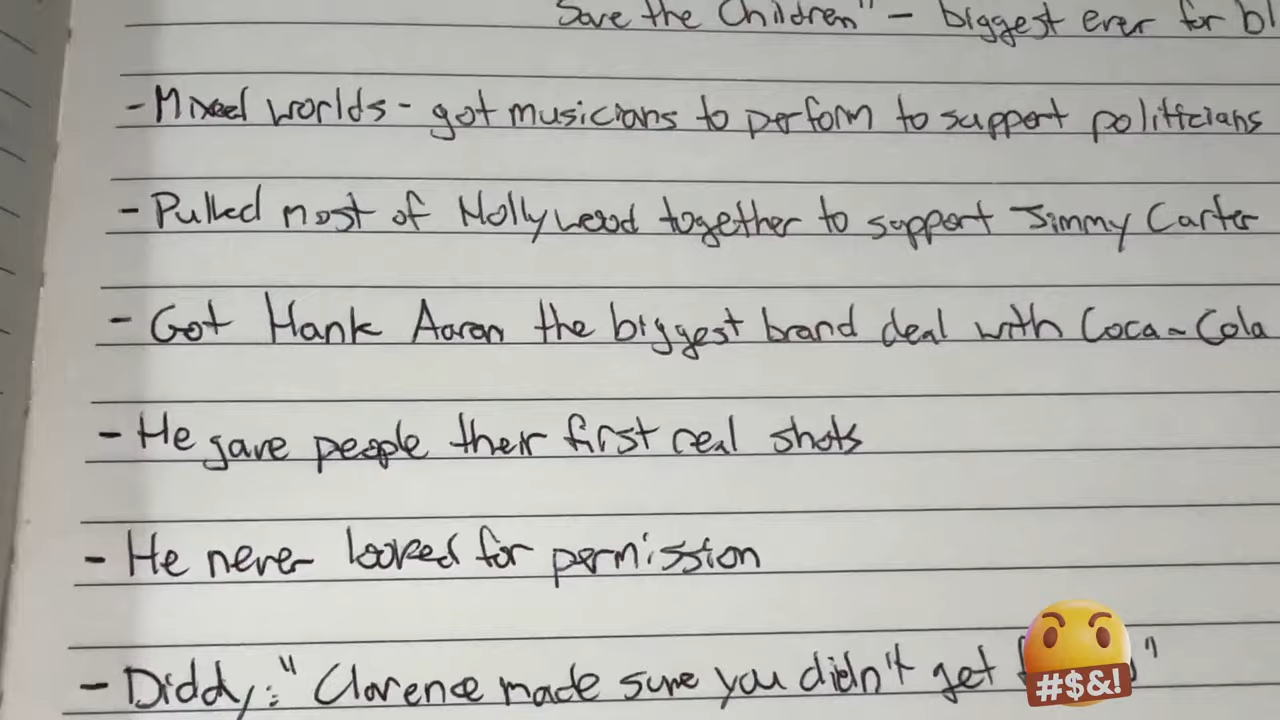 Save the Children" - biggest ever for bl
- Mixed worlds - got musicians to perform to support politicians
- Pulled most of Hollywood together to support Jimmy Carter
- Got Hank Aaron the biggest brand deal with Coca-Cola
- He gave people their first real shots
- He never looked for permission
- Diddy: "Clarence made sure you didn't get "
#$&!